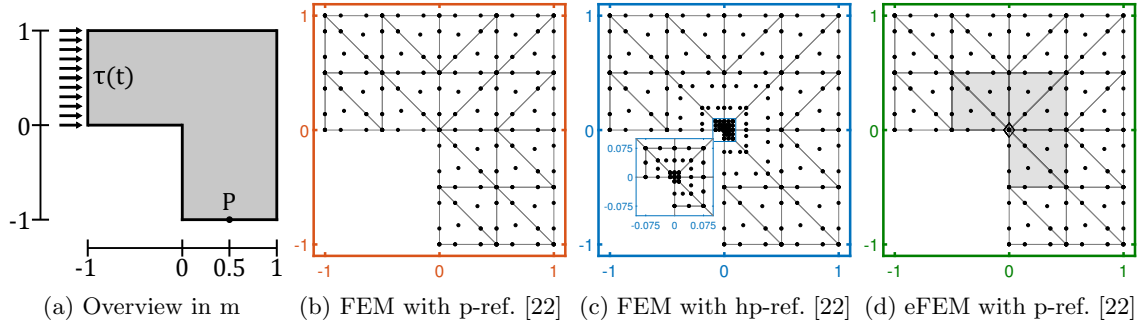 1
τ(t)
0
P
-1
-1 0 0.5 1
(a) Overview in m
1
0
-1
-1 0 1
(b) FEM with p-ref. [22]
1
0
-1
0.075
0
-0.075
-0.075 0 0.075
-1 0 1
(c) FEM with hp-ref. [22]
1
0
-1
-1 0 1
(d) eFEM with p-ref. [22]